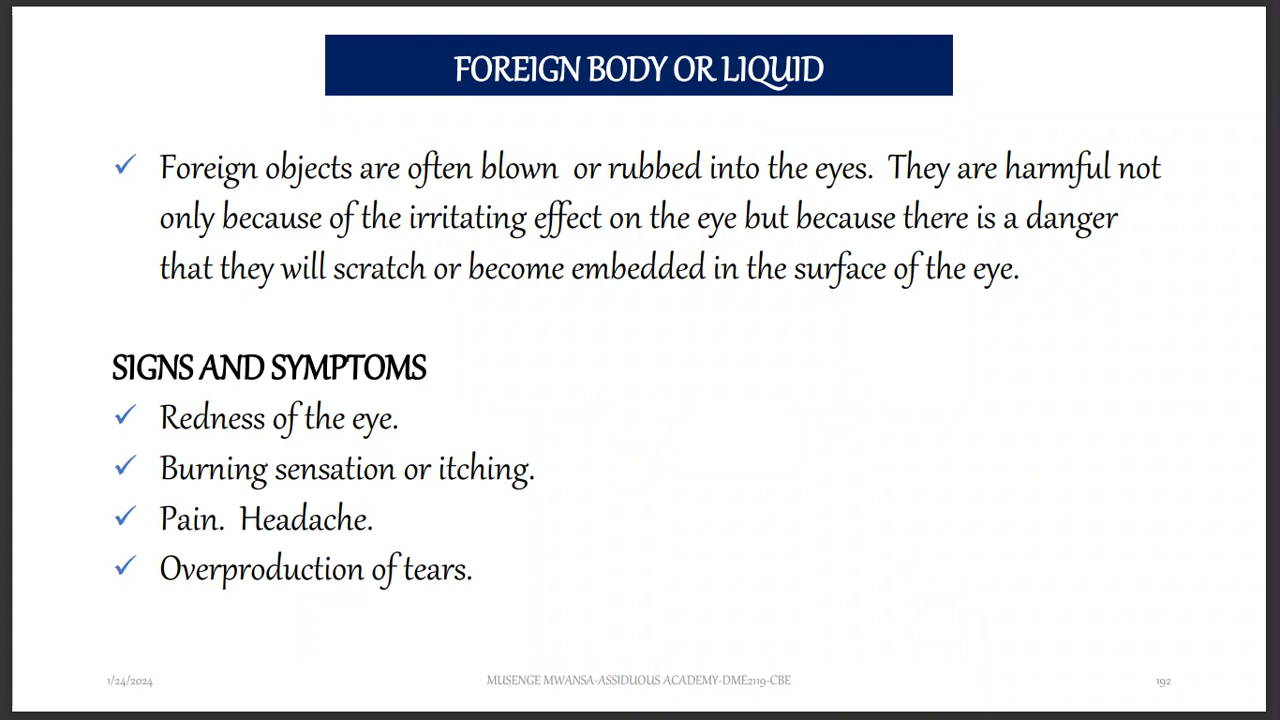 FOREIGN BODY OR LIQUID
✓ Foreign objects are often blown or rubbed into the eyes. They are harmful not
only because of the irritating effect on the eye but because there is a danger
that they will scratch or become embedded in the surface of the eye.
SIGNS AND SYMPTOMS
✓ Redness of the eye.
✓ Burning sensation or itching.
✓ Pain. Headache.
✓ Overproduction of tears.
1/24/2024 MUSENGE MWANSA-ASSIDUOUS ACADEMY-DME2119-CBE 192